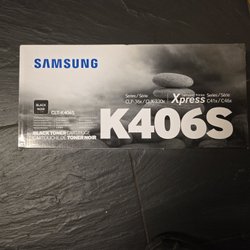 SAMSUNG
Series / Série
CLP-36x / CLX-330x
Xpress
Series / Série
C41x / C46x
BLACK
NOIR
CLT-K406S
K406S
BLACK TONER CARTRIDGE
CARTOUCHE DE TONER NOIR